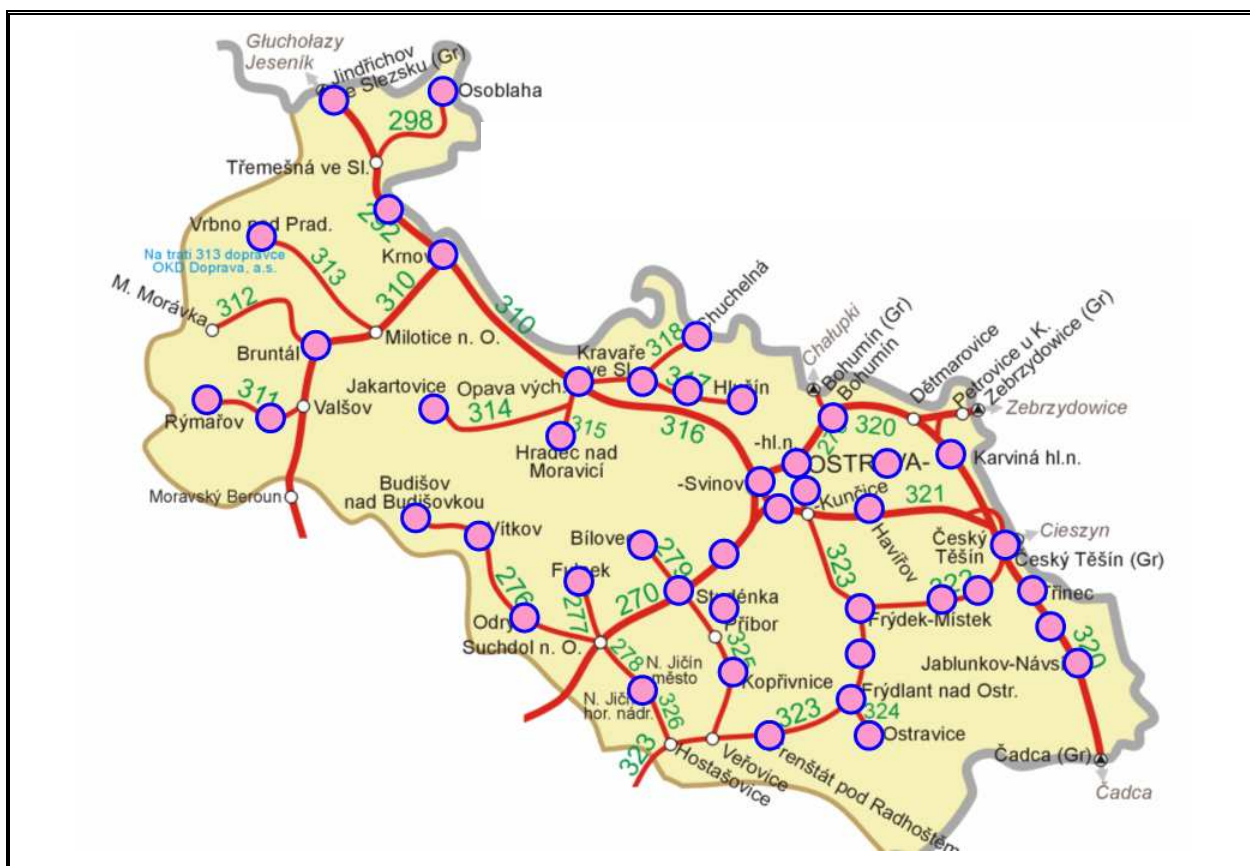 Głuchołazy
Jeseník
Jindřichov
ve Slezsku (Gr)
Osoblaha
298
Třemešná ve Sl.
292
Vrbno nad Prad.
Na trati 313 dopravce
OKD Doprava, a.s.
313
Krnov
310
M. Morávka
312
Milotice n. O.
310
Bruntál
Chuchelná
318
Kravaře
ve Sl.
317
Hlučín
Jakartovice
Opava vých.
314
315
316
Hradec nad
Moravicí
Rýmařov
311
Valšov
Moravský Beroun
Chałupki
Bohumín (Gr)
Bohumín
Dětmarovice
Petrovice u K.
Zebrzydowice (Gr)
Zebrzydowice
320
-hl.n.
OSTRAVA-
Karviná hl.n.
-Svinov
-Kunčice
321
Havířov
Cieszyn
Český
Těšín
Český Těšín (Gr)
Budišov
nad Budišovkou
Vítkov
Bílovec
279
Fulnek
276
277
270
Studénka
Příbor
323
322
Třinec
Frýdek-Místek
Odry
Suchdol n. O.
278
N. Jičín
město
325
Kopřivnice
320
Jablunkov-Návs
N. Jičín
hor. nádr.
326
Frýdlant nad Ostr.
323
324
Ostravice
323
Hostašovice
Veřovice
Frenštát pod Radhoštěm
Čadca (Gr)
Čadca